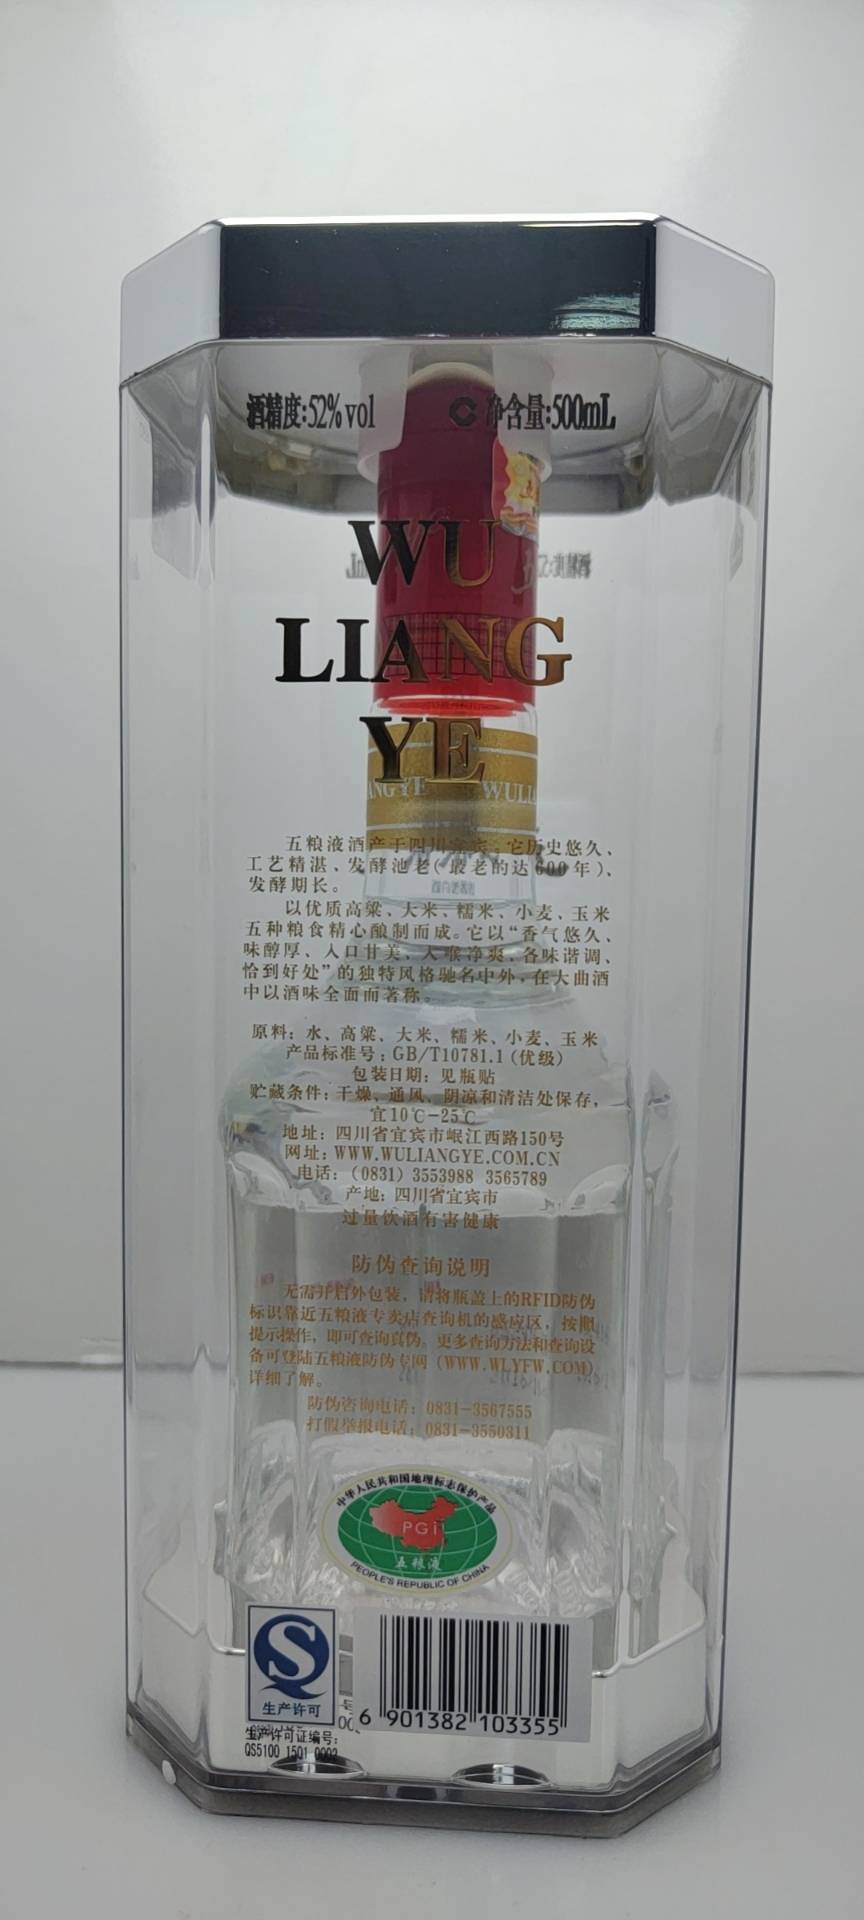 酒精度:52%vol
净含量:500mL
WU
LIANG
YE
ANG YE WULIA
五粮液酒产于四川宜宾。它历史悠久、
工艺精湛、发酵池老(最老的达600年)、
发酵期长。
以优质高粱、大米、糯米、小麦、玉米
五种粮食精心酿制而成。它以“香气悠久、
味醇厚、入口甘美、入喉净爽、各味谐调、
恰到好处”的独特风格驰名中外,在大曲酒
中以酒味全面而著称。
原料: 水、高粱、大米、糯米、小麦、玉米
产品标准号: GB/T10781.1 (优级)
包装日期: 见瓶贴
贮藏条件: 干燥、通风、阴凉和清洁处保存,
宜10℃-25℃
地址: 四川省宜宾市岷江西路150号
网址: WWW.WULIANGYE.COM.CN
电话: (0831) 3553988 3565789
产地: 四川省宜宾市
过量饮酒有害健康
防伪查询说明
无需开启外包装, 请将瓶盖上的RFID防伪
标识靠近五粮液专卖店查询机的感应区, 按照
提示操作, 即可查询真伪。更多查询方法和查询设
备可登陆五粮液防伪专网 (WWW.WLYFW.COM)
详细了解。
防伪咨询电话: 0831-3567555
打假举报电话: 0831-3550311
中华人民共和国地理标志保护产品
PGI
五粮液
PEOPLE'S REPUBLIC OF CHINA
S
生产许可
生产许可证编号:
QS5100 1501 0002
6 901382 103355